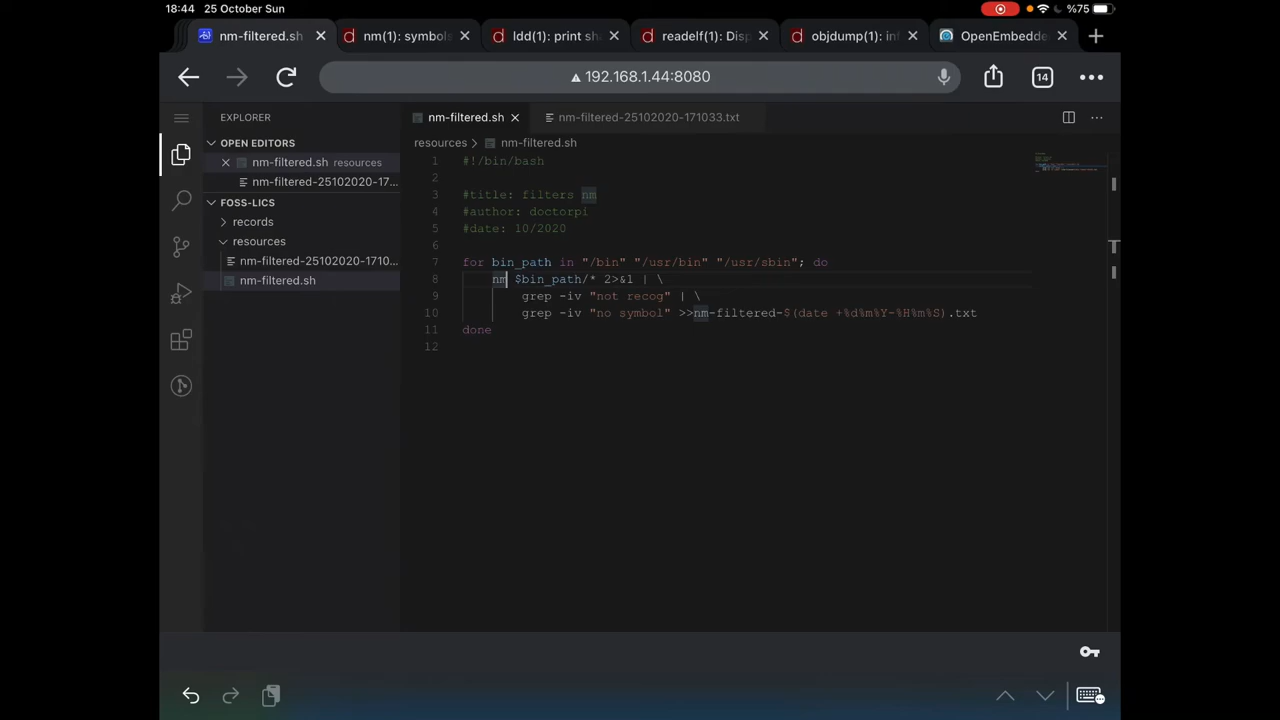 18:44 25 October Sun %75
nm-filtered.sh nm(1): symbols ldd(1): print sh readelf(1): Disp objdump(1): inf OpenEmbedde
192.168.1.44:8080 14
EXPLORER
nm-filtered.sh nm-filtered-25102020-171033.txt
OPEN EDITORS
resources nm-filtered.sh
nm-filtered.sh resources
nm-filtered-25102020-17...
FOSS-LICS
records
resources
nm-filtered-25102020-1710...
nm-filtered.sh
1 #!/bin/bash
2
3 #title: filters nm
4 #author: doctorpi
5 #date: 10/2020
6
7 for bin_path in "/bin" "/usr/bin" "/usr/sbin"; do
8 nm $bin_path/* 2>&1 | \
9 grep -iv "not recog" | \
10 grep -iv "no symbol" >>nm-filtered-$(date +%d%m%Y-%H%m%S).txt
11 done
12